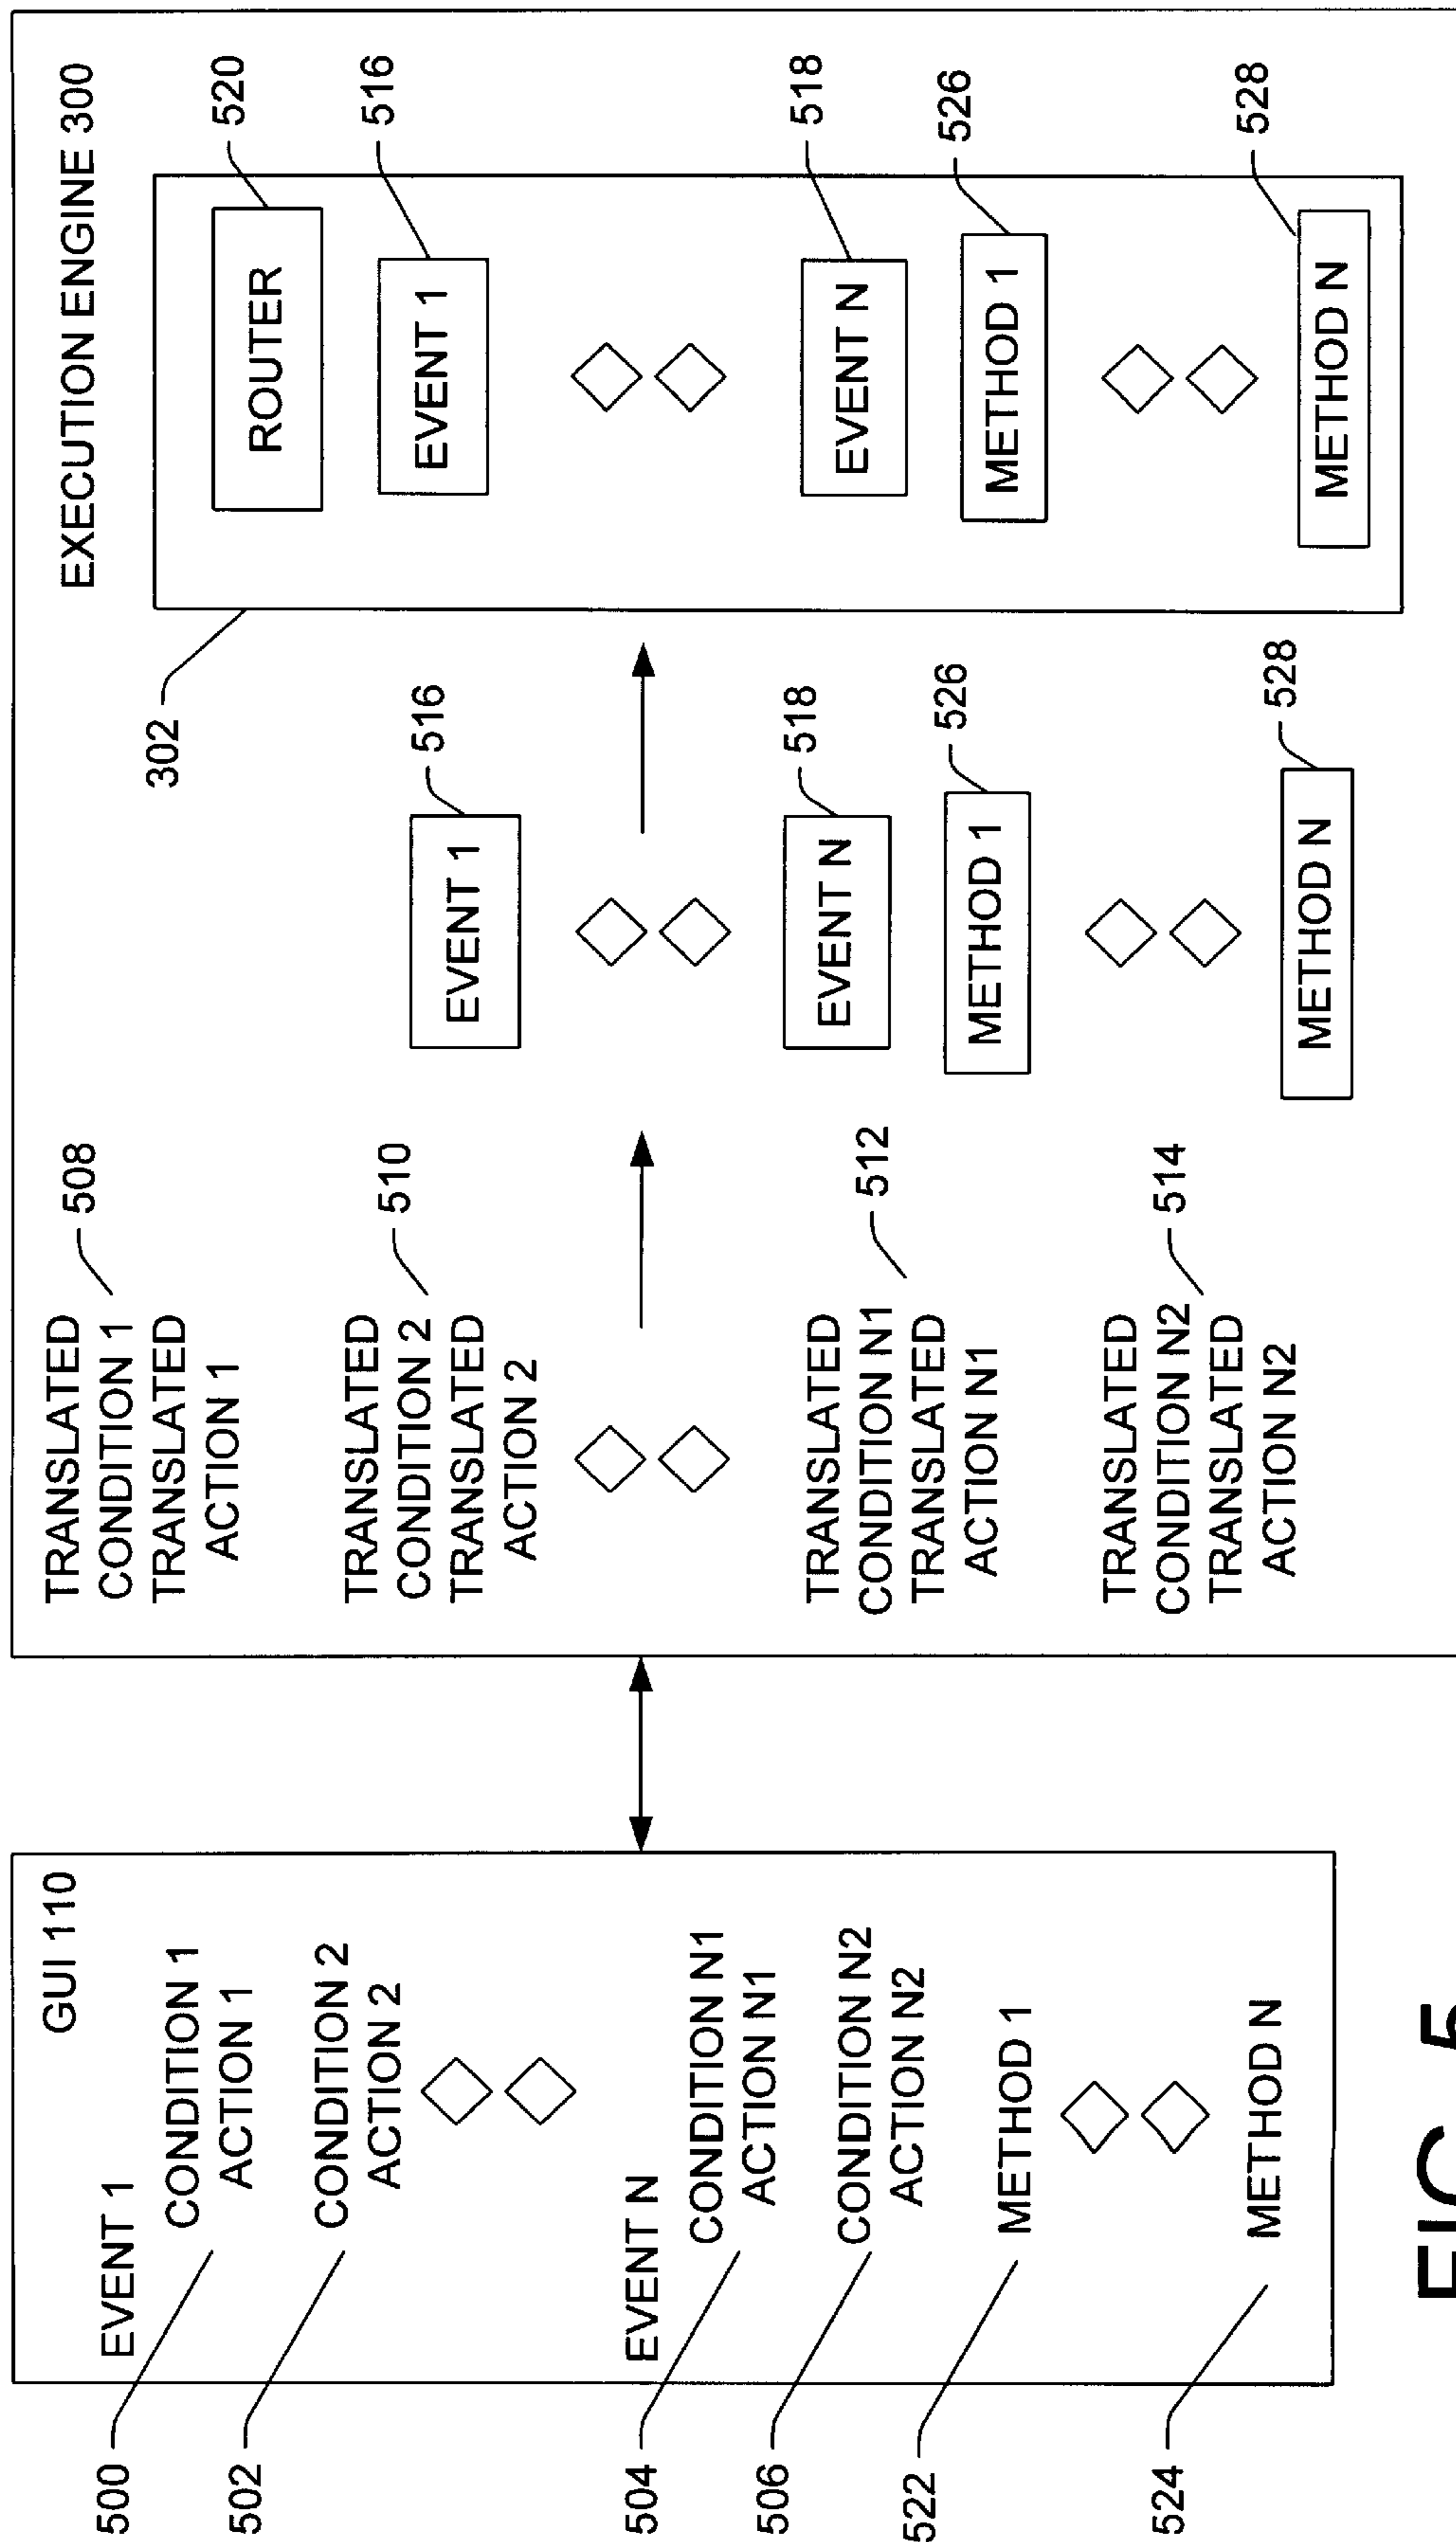 GUI 110
500
EVENT 1
CONDITION 1
ACTION 1
502
CONDITION 2
ACTION 2
504
EVENT N
CONDITION N1
ACTION N1
506
CONDITION N2
ACTION N2
522
METHOD 1
524
METHOD N
EXECUTION ENGINE 300
TRANSLATED
CONDITION 1
TRANSLATED
ACTION 1
508
TRANSLATED
CONDITION 2
TRANSLATED
ACTION 2
510
TRANSLATED
CONDITION N1
TRANSLATED
ACTION N1
512
TRANSLATED
CONDITION N2
TRANSLATED
ACTION N2
514
EVENT 1
516
EVENT N
518
METHOD 1
526
METHOD N
528
302
ROUTER
520
EVENT 1
516
EVENT N
518
METHOD 1
526
METHOD N
528
FIG. 5